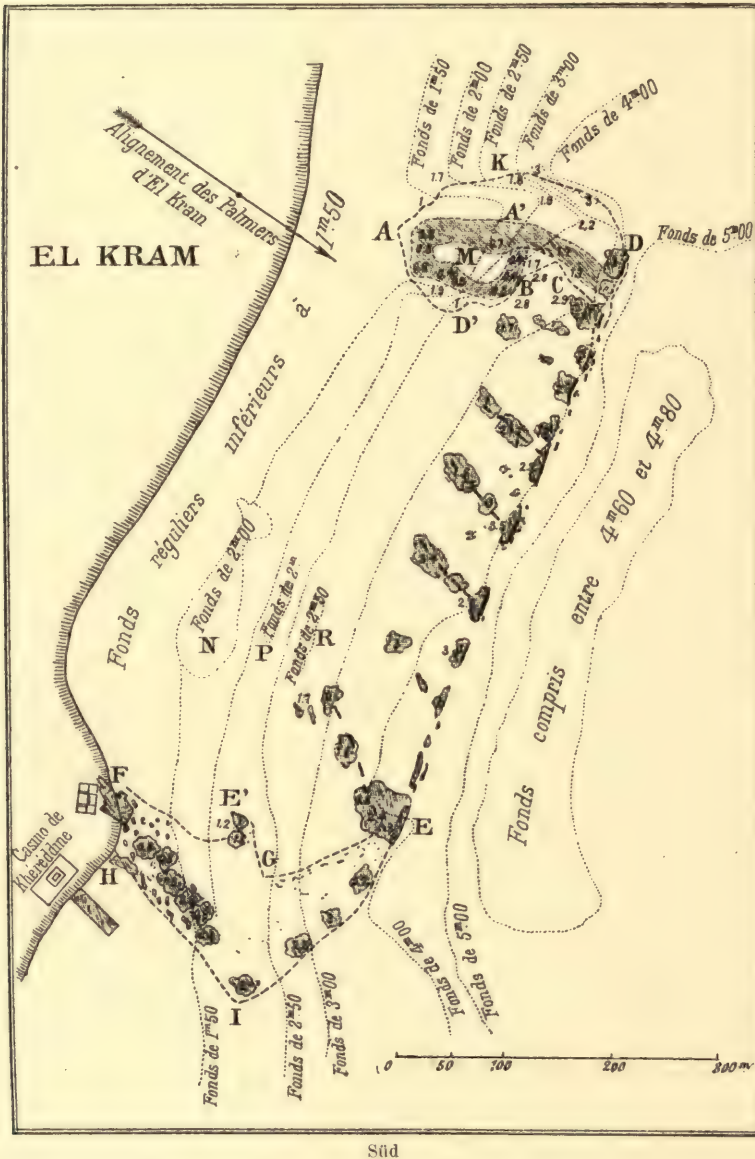 Fonds de 1m50
Fonds de 2m00
Fonds de 2m50
Fonds de 3m00
Fonds de 4m00
K
Alignement des Palmiers
d'El Kram
EL KRAM
A
A'
D
Fonds de 5m00
M
B
C
D'
Fonds réguliers inférieurs à 1m50
Fonds de 2m00
Fonds de 2m
Fonds de 2m50
N
P
R
Fonds compris entre 4m60 et 4m80
F
E'
G
E
H
Casino de
Khereddine
I
Fonds de 1m50
Fonds de 2m50
Fonds de 3m00
Fonds de 4m00
Fonds de 5m00
0 50 100 200 300m
Süd